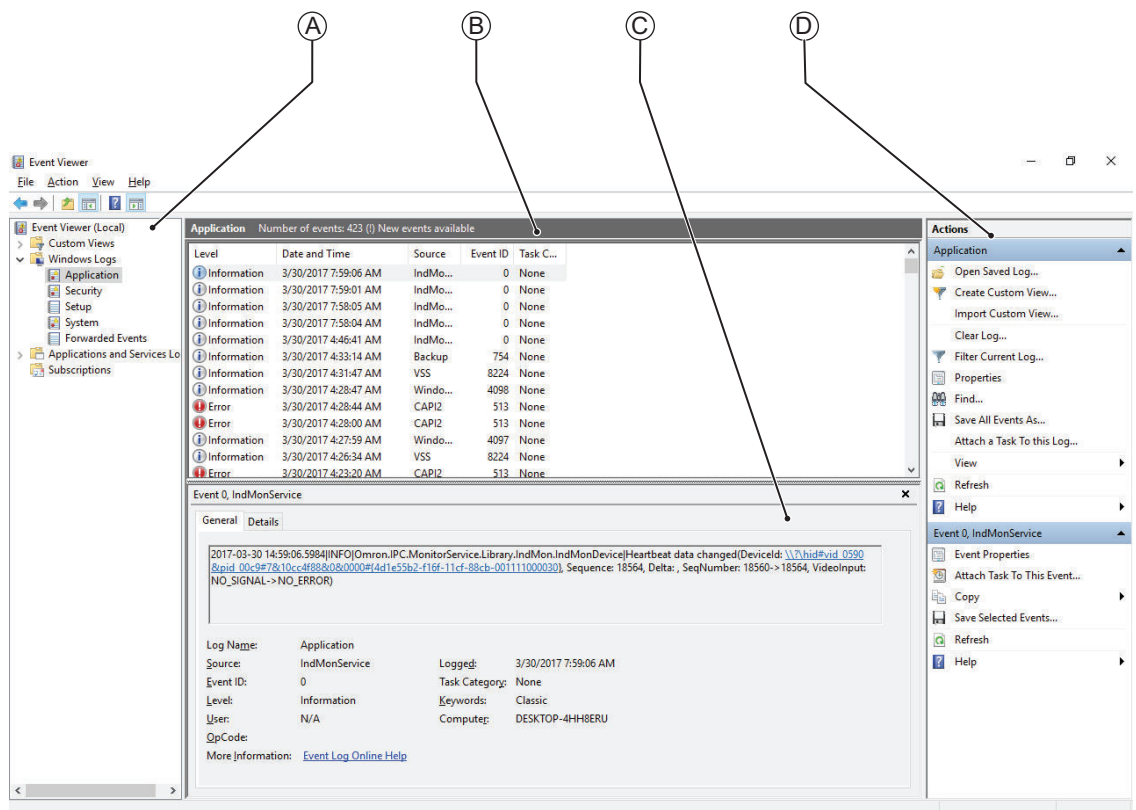 A B C D
Event Viewer
File Action View Help
Event Viewer (Local)
Custom Views
Windows Logs
Application
Security
Setup
System
Forwarded Events
Applications and Services Lo
Subscriptions
Application Number of events: 423 (!) New events available
Level Date and Time Source Event ID Task C...
Information 3/30/2017 7:59:06 AM IndMo... 0 None
Information 3/30/2017 7:59:01 AM IndMo... 0 None
Information 3/30/2017 7:58:05 AM IndMo... 0 None
Information 3/30/2017 7:58:04 AM IndMo... 0 None
Information 3/30/2017 4:46:41 AM IndMo... 0 None
Information 3/30/2017 4:33:14 AM Backup 754 None
Information 3/30/2017 4:31:47 AM VSS 8224 None
Information 3/30/2017 4:28:47 AM Windo... 4098 None
Error 3/30/2017 4:28:44 AM CAPI2 513 None
Error 3/30/2017 4:28:00 AM CAPI2 513 None
Information 3/30/2017 4:27:59 AM Windo... 4097 None
Information 3/30/2017 4:26:34 AM VSS 8224 None
Error 3/30/2017 4:23:20 AM CAPI2 513 None
Event 0, IndMonService
General Details
2017-03-30 14:59:06.5984|INFO|Omron.IPC.MonitorService.Library.IndMon.IndMonDevice|Heartbeat data changed(DeviceId: \\?\hid#vid_0590
&pid_00c9#7&10cc4f88&0&0000#{4d1e55b2-f16f-11cf-88cb-001111000030}, Sequence: 18564, Delta: , SeqNumber: 18560->18564, VideoInput:
NO_SIGNAL->NO_ERROR)
Log Name: Application
Source: IndMonService Logged: 3/30/2017 7:59:06 AM
Event ID: 0 Task Category: None
Level: Information Keywords: Classic
User: N/A Computer: DESKTOP-4HH8ERU
OpCode:
More Information: Event Log Online Help
Actions
Application
Open Saved Log...
Create Custom View...
Import Custom View...
Clear Log...
Filter Current Log...
Properties
Find...
Save All Events As...
Attach a Task To this Log...
View
Refresh
Help
Event 0, IndMonService
Event Properties
Attach Task To This Event...
Copy
Save Selected Events...
Refresh
Help